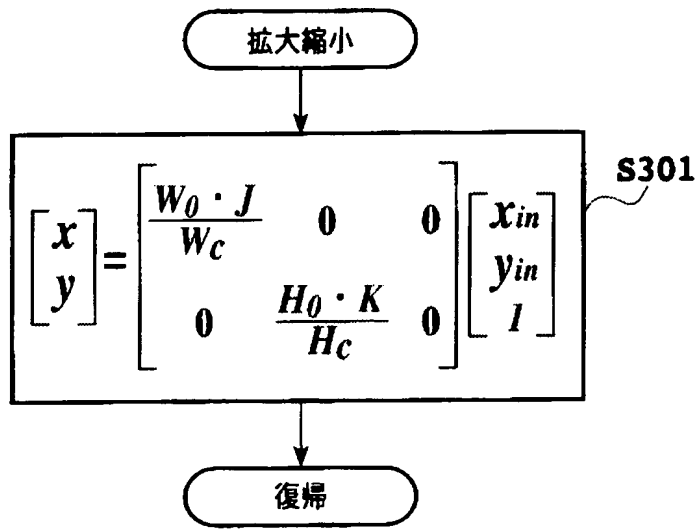 拡大縮小
S301
[x y] = [W0 · J / Wc 0 0
0 H0 · K / Hc 0] [xin yin 1]
復帰